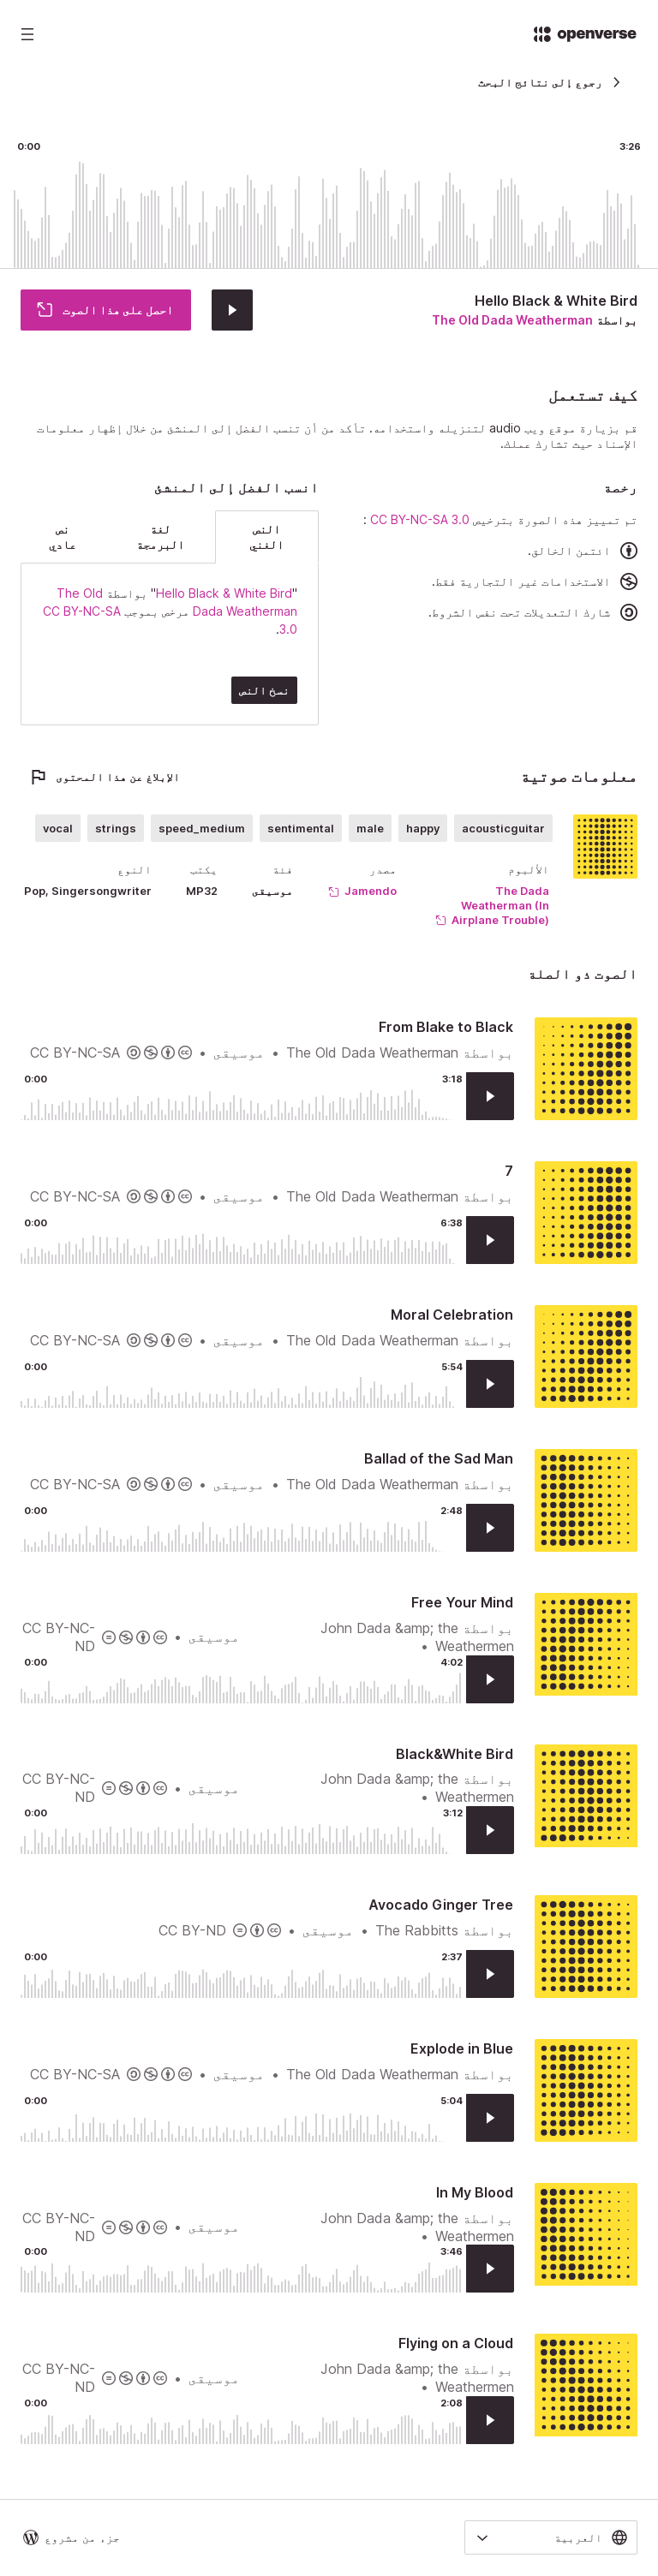 openverse
رجوع إلى نتائج البحث
0:00
3:26
Hello Black & White Bird
بواسطة The Old Dada Weatherman
احصل على هذا الصوت
كيف تستعمل
قم بزيارة موقع ويب audio لتنزيله واستخدامه. تأكد من أن تنسب الفضل إلى المنشئ من خلال إظهار معلومات
الإسناد حيث تشارك عملك.
رخصة
تم تمييز هذه الصورة بترخيص CC BY-NC-SA 3.0 :
ائتمن الخالق.
الاستخدامات غير التجارية فقط.
شارك التعديلات تحت نفس الشروط.
انسب الفضل إلى المنشئ
النص الغني
لغة البرمجة
نص عادي
"Hello Black & White Bird" بواسطة The Old
Dada Weatherman مرخص بموجب CC BY-NC-SA
3.0.
نسخ النص
معلومات صوتية
الإبلاغ عن هذا المحتوى
acousticguitar
happy
male
sentimental
speed_medium
strings
vocal
الألبوم
The Dada
Weatherman (In
Airplane Trouble)
مصدر
Jamendo
فئة
موسيقى
يكتب
MP32
النوع
Pop, Singersongwriter
الصوت ذو الصلة
From Blake to Black
بواسطة The Old Dada Weatherman • موسيقى • CC BY-NC-SA
0:00
3:18
7
بواسطة The Old Dada Weatherman • موسيقى • CC BY-NC-SA
0:00
6:38
Moral Celebration
بواسطة The Old Dada Weatherman • موسيقى • CC BY-NC-SA
0:00
5:54
Ballad of the Sad Man
بواسطة The Old Dada Weatherman • موسيقى • CC BY-NC-SA
0:00
2:48
Free Your Mind
بواسطة John Dada &amp; the
Weathermen •
موسيقى •
CC BY-NC-
ND
0:00
4:02
Black&White Bird
بواسطة John Dada &amp; the
Weathermen •
موسيقى •
CC BY-NC-
ND
0:00
3:12
Avocado Ginger Tree
بواسطة The Rabbitts • موسيقى • CC BY-ND
0:00
2:37
Explode in Blue
بواسطة The Old Dada Weatherman • موسيقى • CC BY-NC-SA
0:00
5:04
In My Blood
بواسطة John Dada &amp; the
Weathermen •
موسيقى •
CC BY-NC-
ND
0:00
3:46
Flying on a Cloud
بواسطة John Dada &amp; the
Weathermen •
موسيقى •
CC BY-NC-
ND
0:00
2:08
العربية
جزء من مشروع